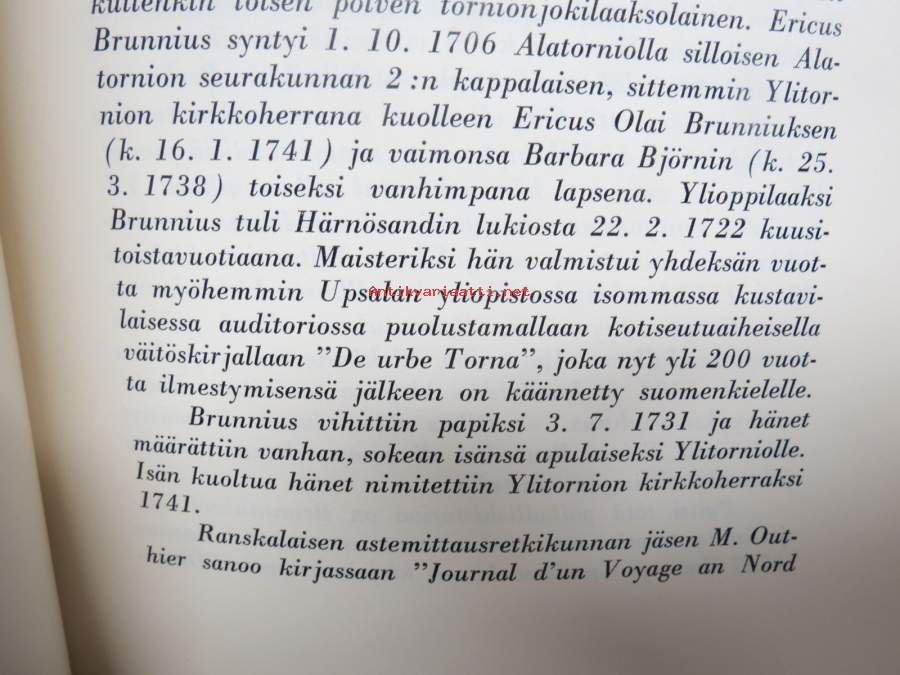 kuitenkin toisen polven tornionjokilaaksolainen. Ericus
Brunnius syntyi 1. 10. 1706 Alatorniolla silloisen Ala-
tornion seurakunnan 2:n kappalaisen, sittemmin Ylitor-
nion kirkkoherrana kuolleen Ericus Olai Brunniuksen
(k. 16. 1. 1741) ja vaimonsa Barbara Björnin (k. 25.
3. 1738) toiseksi vanhimpana lapsena. Ylioppilaaksi
Brunnius tuli Härnösandin lukiosta 22. 2. 1722 kuusi-
toistavuotiaana. Maisteriksi hän valmistui yhdeksän vuot-
ta myöhemmin Upsalan yliopistossa isommassa kustavi-
Antikvariaatti.net
laisessa auditoriossa puolustamallaan kotiseutuaiheisella
väitöskirjallaan ”De urbe Torna”, joka nyt yli 200 vuot-
ta ilmestymisensä jälkeen on käännetty suomenkielelle.
Brunnius vihittiin papiksi 3. 7. 1731 ja hänet
määrättiin vanhan, sokean isänsä apulaiseksi Ylitorniolle.
Isän kuoltua hänet nimitettiin Ylitornion kirkkoherraksi
1741.
Ranskalaisen astemittausretkikunnan jäsen M. Out-
hier sanoo kirjassaan ”Journal d'un Voyage an Nord